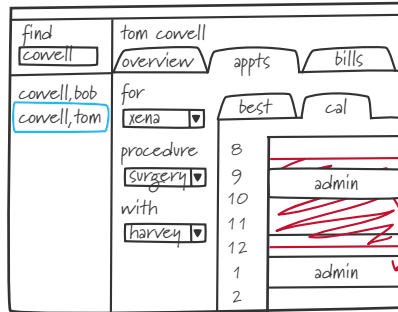 find
cowell
cowell, bob
cowell, tom
tom cowell
overview
appts
bills
for
xena
procedure
surgery
with
harvey
best
cal
8
9
admin
10
11
12
1
admin
2